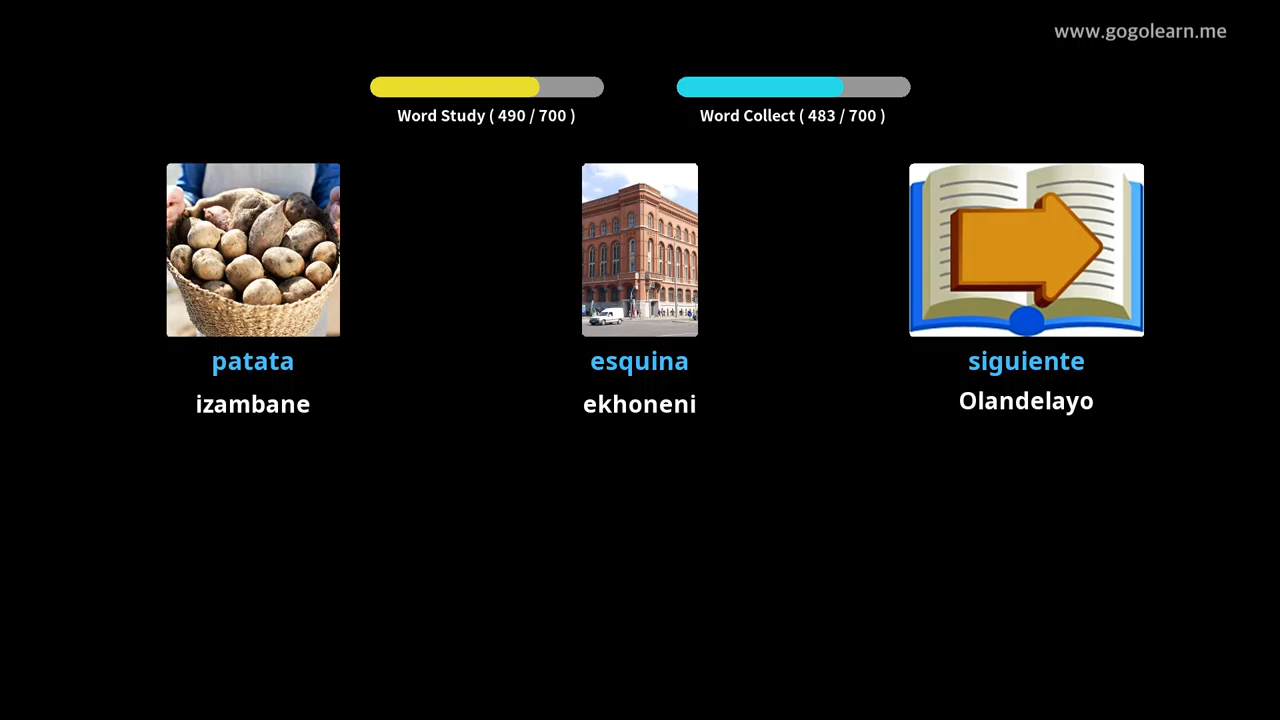 www.gogolearn.me
Word Study ( 490 / 700 )
Word Collect ( 483 / 700 )
patata
izambane
esquina
ekhoneni
siguiente
Olandelayo